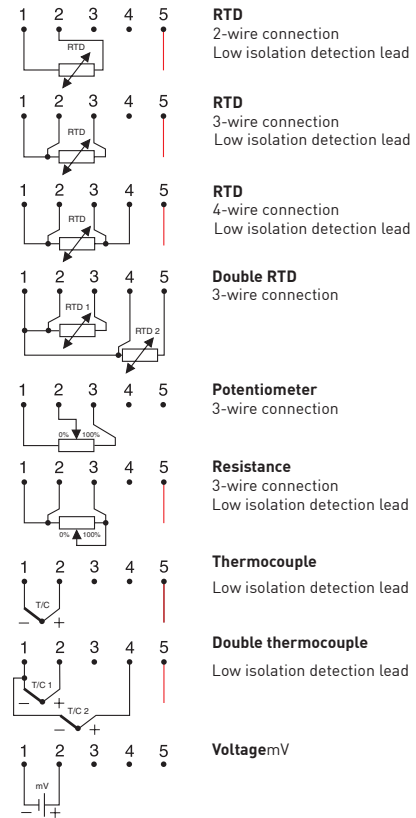 1 2 3 4 5
RTD
RTD
2-wire connection
Low isolation detection lead
1 2 3 4 5
RTD
RTD
3-wire connection
Low isolation detection lead
1 2 3 4 5
RTD
RTD
4-wire connection
Low isolation detection lead
1 2 3 4 5
RTD 1
RTD 2
Double RTD
3-wire connection
1 2 3 4 5
0% 100%
Potentiometer
3-wire connection
1 2 3 4 5
0% 100%
Resistance
3-wire connection
Low isolation detection lead
1 2 3 4 5
T/C
– +
Thermocouple
Low isolation detection lead
1 2 3 4 5
T/C 1
– +
T/C 2
– +
Double thermocouple
Low isolation detection lead
1 2 3 4 5
mV
– +
VoltagemV